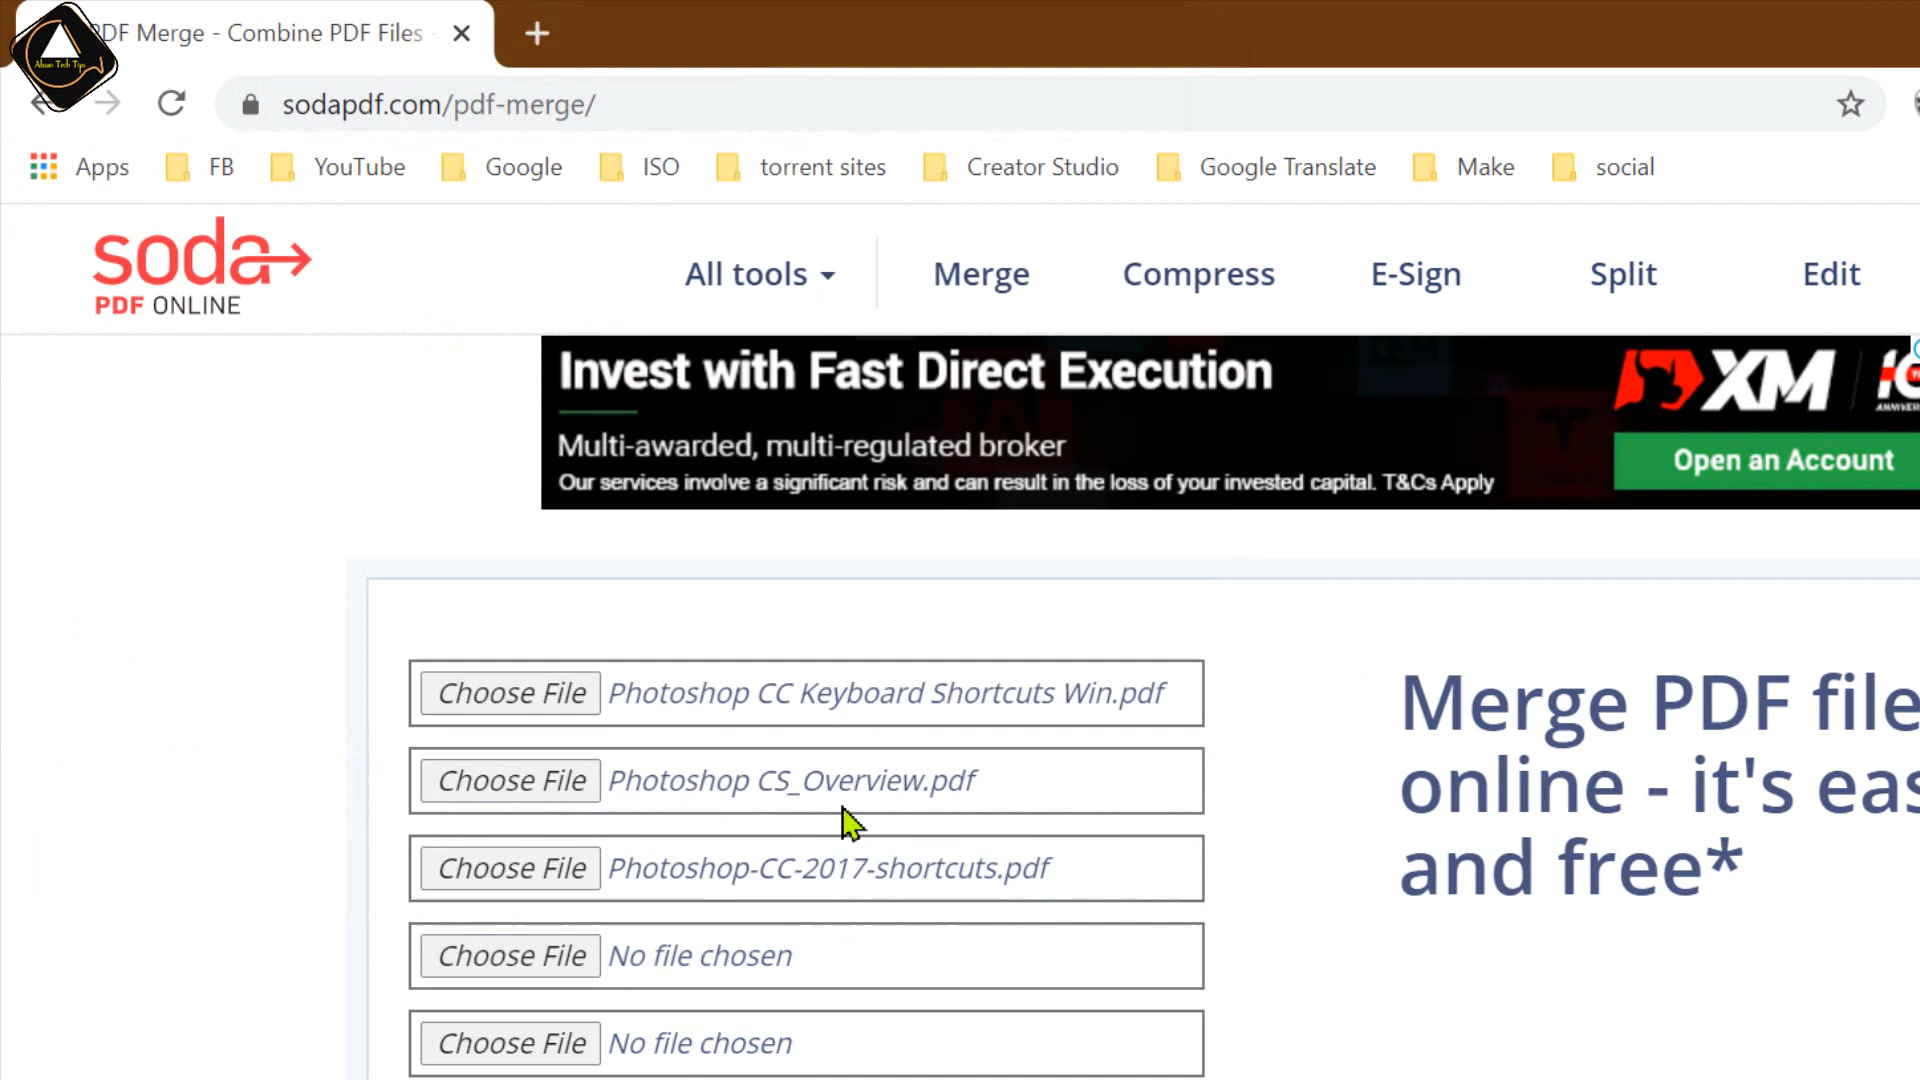 PDF Merge - Combine PDF Files
Ahsan Tech Tips
sodapdf.com/pdf-merge/
Apps FB YouTube Google ISO torrent sites Creator Studio Google Translate Make social
soda
PDF ONLINE
All tools Merge Compress E-Sign Split Edit
Invest with Fast Direct Execution
Multi-awarded, multi-regulated broker
Our services involve a significant risk and can result in the loss of your invested capital. T&Cs Apply
XM
Open an Account
Choose File Photoshop CC Keyboard Shortcuts Win.pdf
Choose File Photoshop CS_Overview.pdf
Choose File Photoshop-CC-2017-shortcuts.pdf
Choose File No file chosen
Choose File No file chosen
Merge PDF file
online - it's eas
and free*